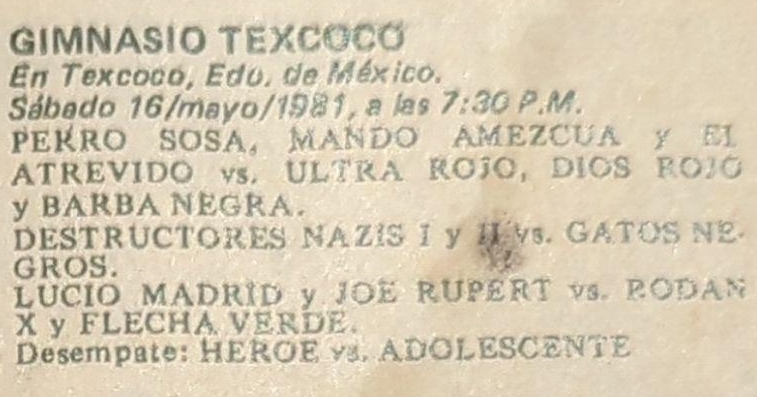 GIMNASIO TEXCOCO
En Texcoco, Edo. de México.
Sábado 16/mayo/1981, a las 7:30 P.M.
PERRO SOSA, MANDO AMEZCUA y EL
ATREVIDO vs. ULTRA ROJO, DIOS ROJO
y BARBA NEGRA.
DESTRUCTORES NAZIS I y II vs. GATOS NE-
GROS.
LUCIO MADRID y JOE RUPERT vs. RODAN
X y FLECHA VERDE.
Desempate: HEROE vs. ADOLESCENTE